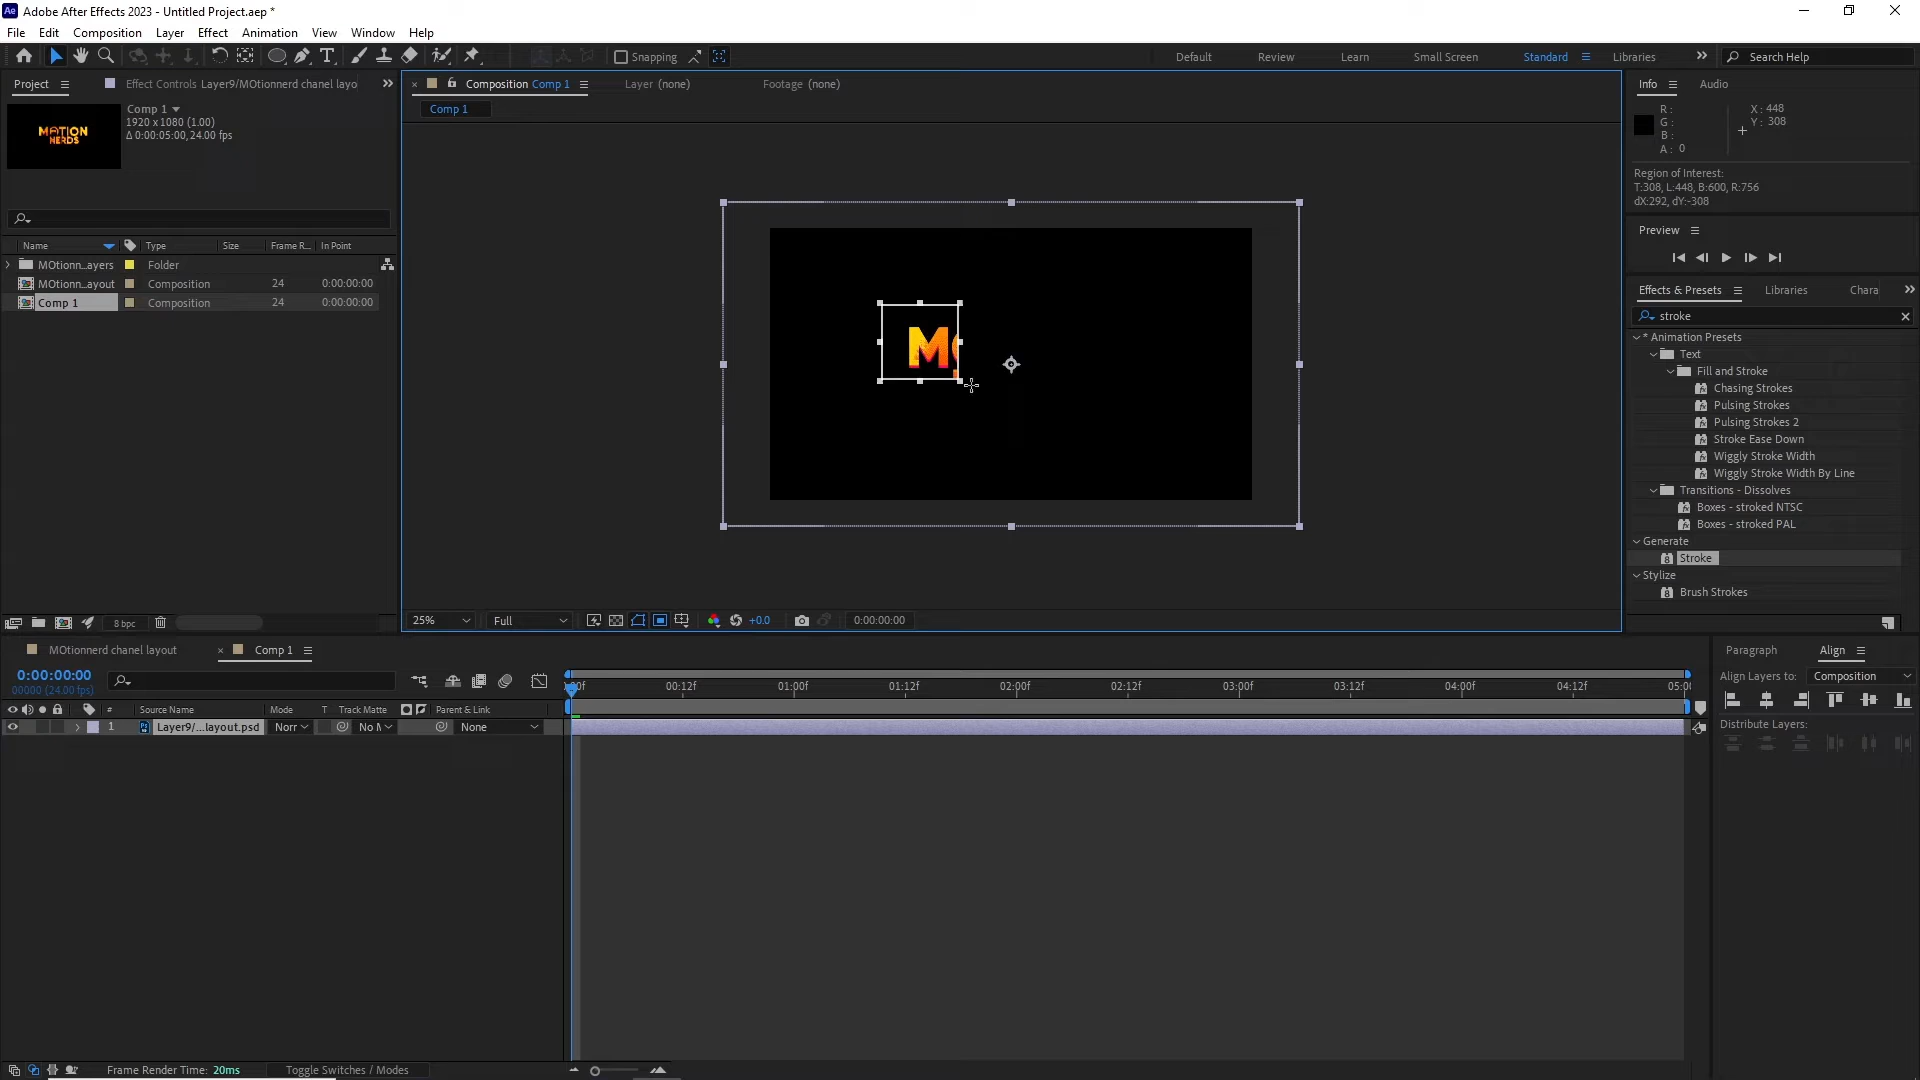 Ae Adobe After Effects 2023 - Untitled Project.aep *
File Edit Composition Layer Effect Animation View Window Help
Snapping Default Review Learn Small Screen Standard Libraries Search Help
Project Effect Controls Layer9/MOtionnerd chanel layo
Composition Comp 1 Layer (none) Footage (none)
Info Audio
MOTION
NERDS
Comp 1
1920 x 1080 (1.00)
Δ 0:00:05:00, 24.00 fps
Comp 1
R :
G :
B :
A : 0
X : 448
Y : 308
Region of Interest:
T:308, L:448, B:600, R:756
dX:292, dY:-308
Preview
Name Type Size Frame R... In Point
MOtionn...ayers Folder
MOtionn...ayout Composition 24 0:00:00:00
Comp 1 Composition 24 0:00:00:00
M
Effects & Presets Libraries Chara
stroke
* Animation Presets
Text
Fill and Stroke
Chasing Strokes
Pulsing Strokes
Pulsing Strokes 2
Stroke Ease Down
Wiggly Stroke Width
Wiggly Stroke Width By Line
Transitions - Dissolves
Boxes - stroked NTSC
Boxes - stroked PAL
Generate
Stroke
Stylize
Brush Strokes
8 bpc
25% Full +0.0 0:00:00:00
MOtionnerd chanel layout Comp 1
0:00:00:00
00000 (24.00 fps)
:00f 00:12f 01:00f 01:12f 02:00f 02:12f 03:00f 03:12f 04:00f 04:12f 05:0
# Source Name Mode T Track Matte Parent & Link
1 Layer9/...layout.psd Norr No M None
Paragraph Align
Align Layers to: Composition
Distribute Layers:
Frame Render Time: 20ms Toggle Switches / Modes